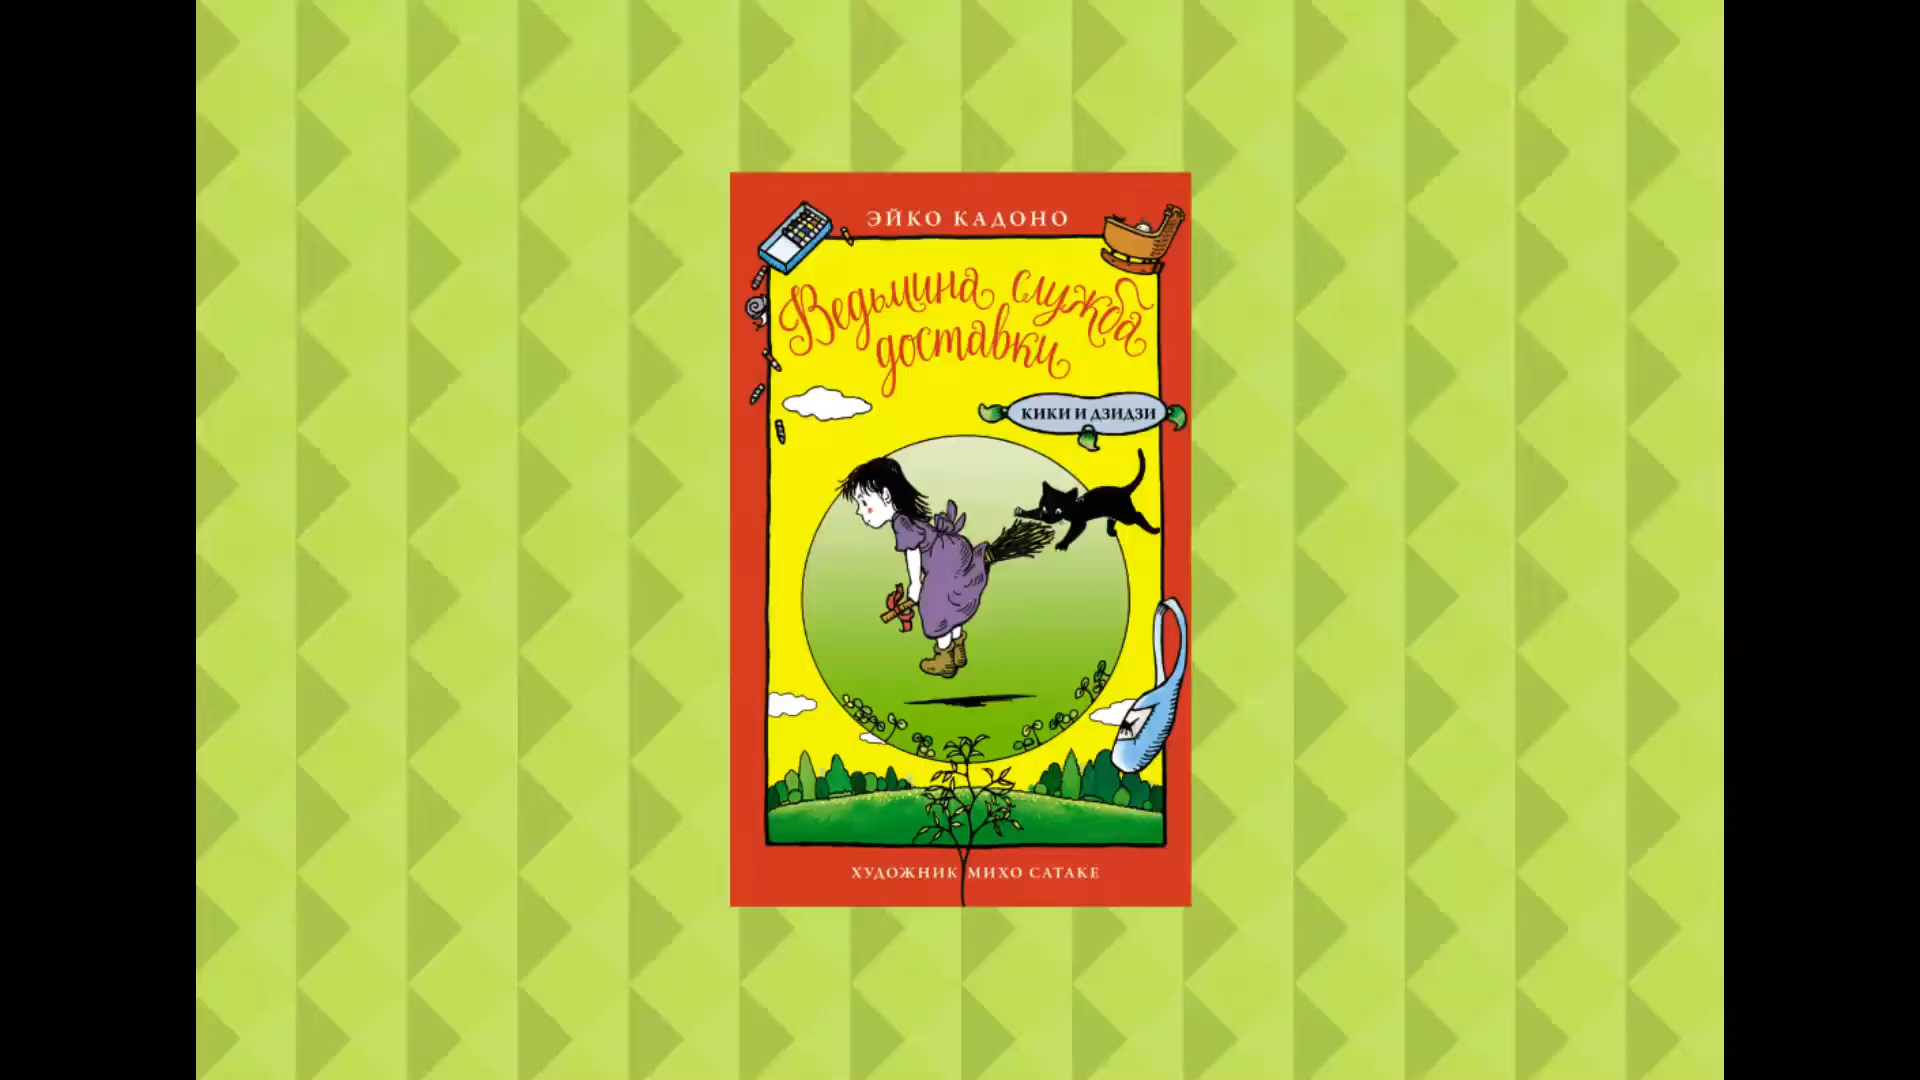 ЭЙКО КАДОНО
Ведьмина служба
доставки
КИКИ И ДЗИДЗИ
ХУДОЖНИК МИХО САТАКЕ